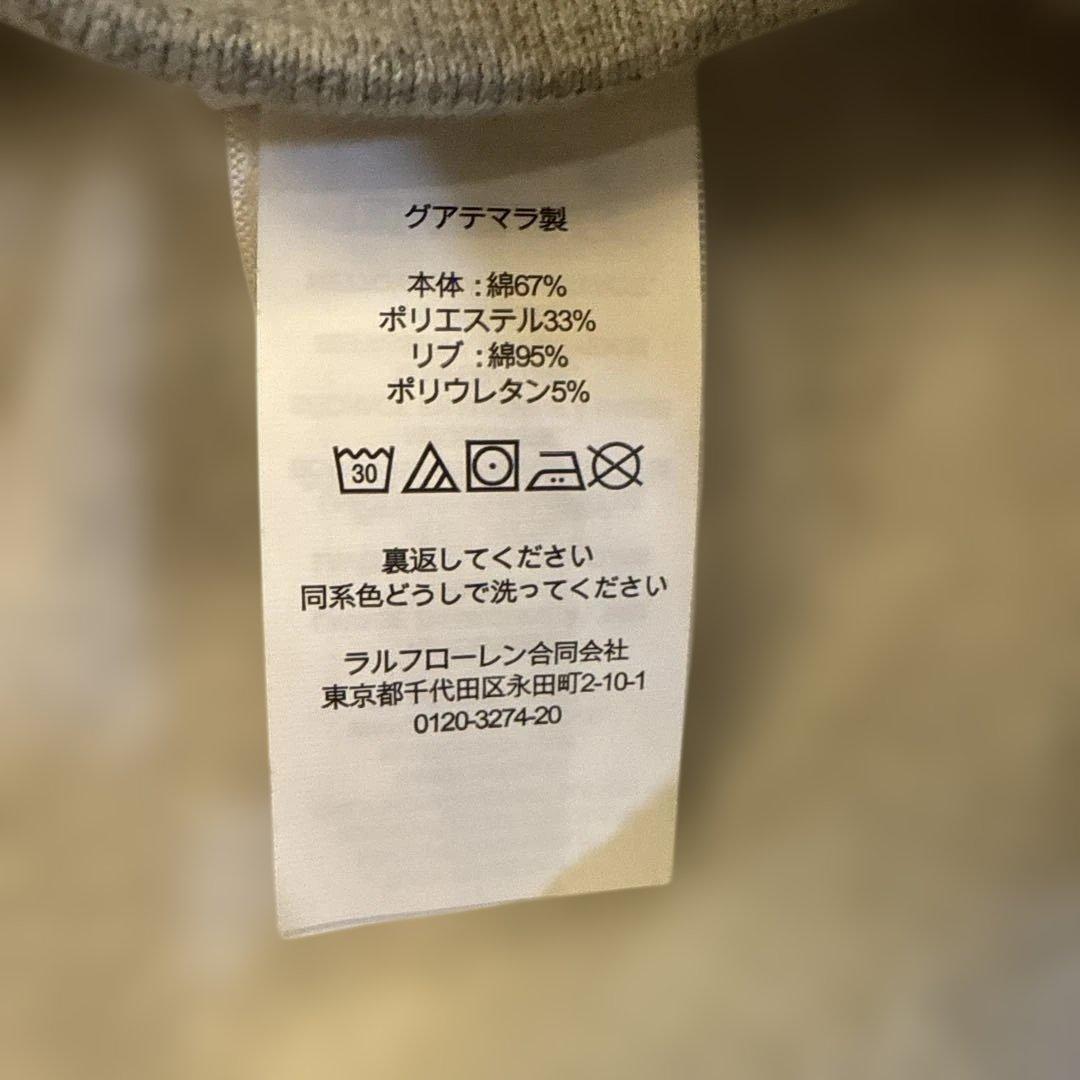 グアテマラ製
本体 : 綿67%
ポリエステル33%
リブ : 綿95%
ポリウレタン5%
30
裏返してください
同系色どうしで洗ってください
ラルフローレン合同会社
東京都千代田区永田町2-10-1
0120-3274-20